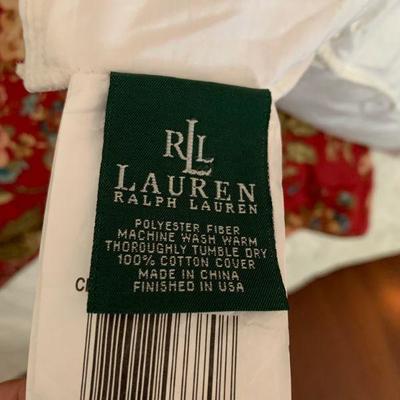 RLL
LAUREN
RALPH LAUREN
POLYESTER FIBER
MACHINE WASH WARM
THOROUGHLY TUMBLE DRY
100% COTTON COVER
MADE IN CHINA
FINISHED IN USA